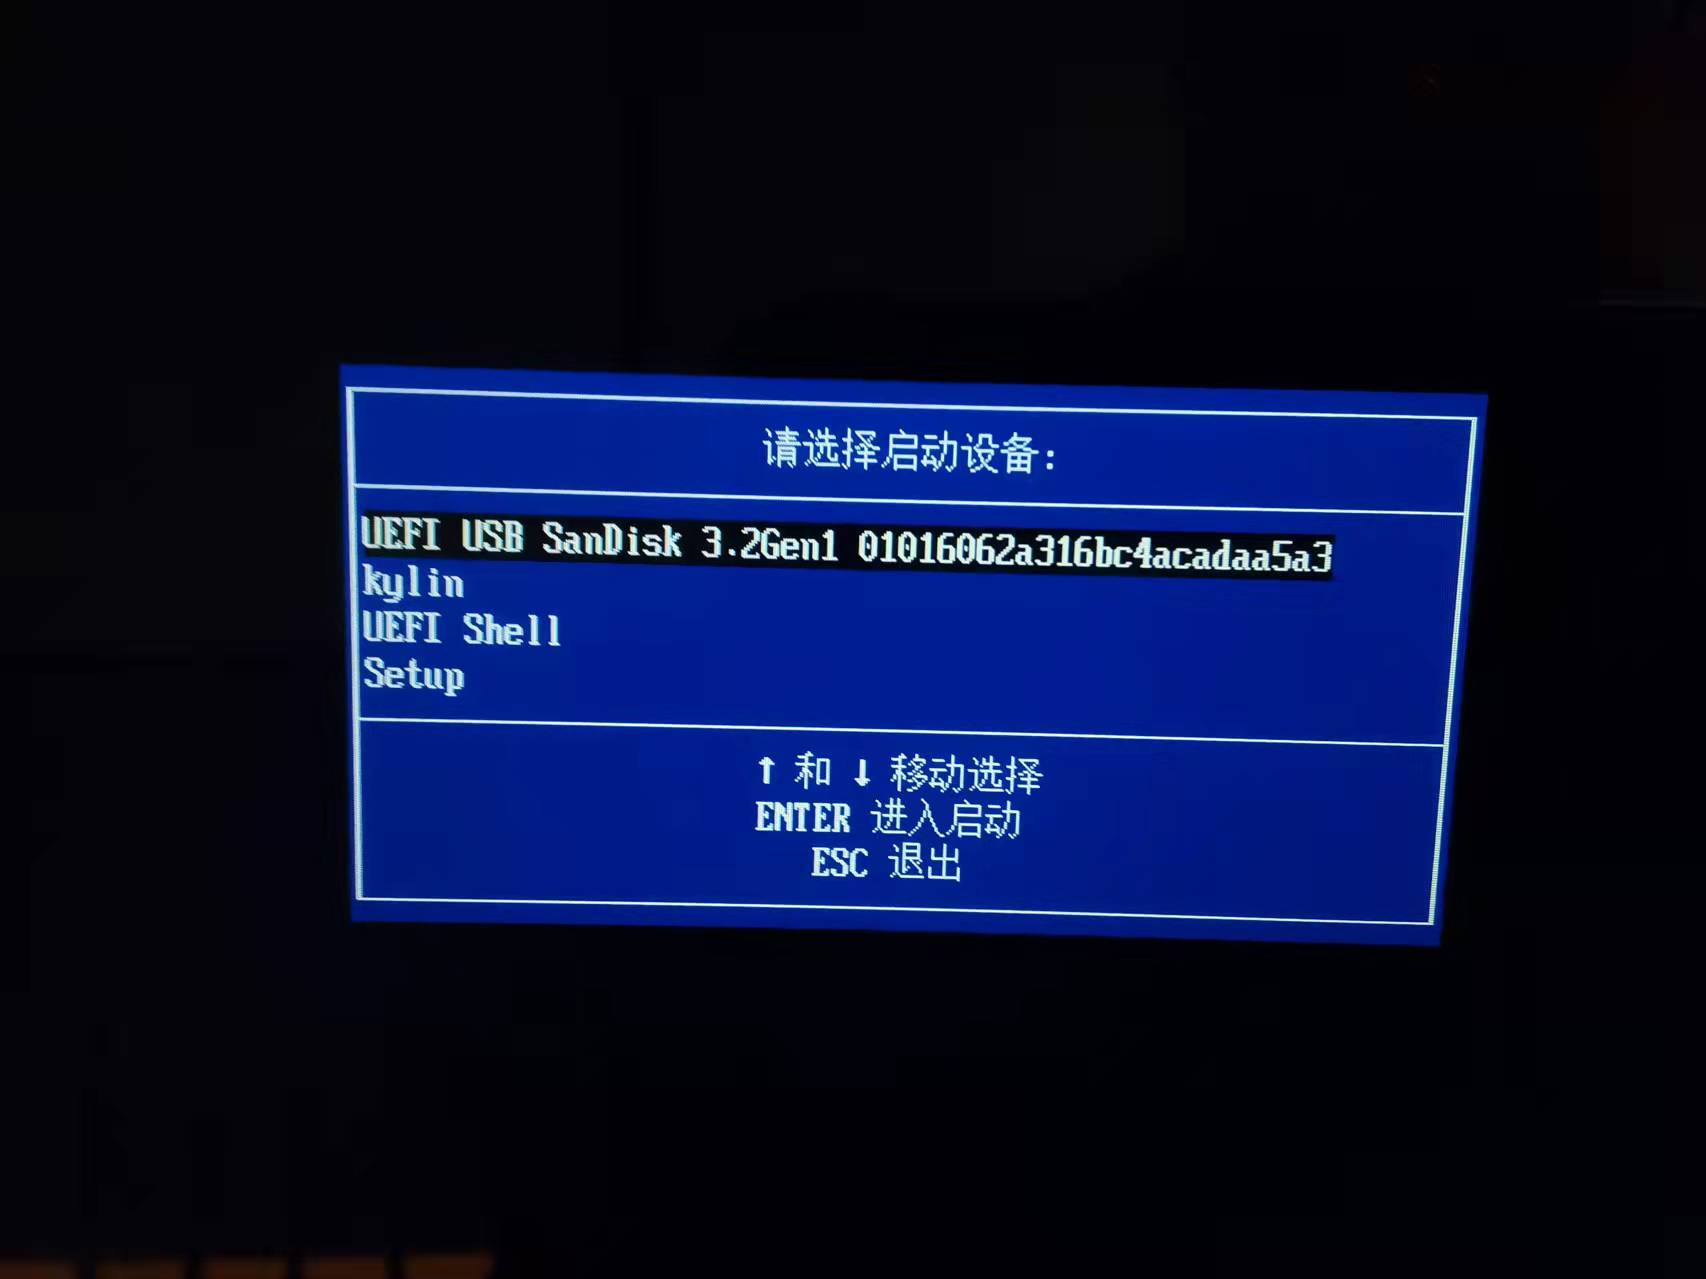 请选择启动设备:
UEFI USB SanDisk 3.2Gen1 01016062a316bc4acadaa5a3
kylin
UEFI Shell
Setup
↑ 和 ↓ 移动选择
ENTER 进入启动
ESC 退出